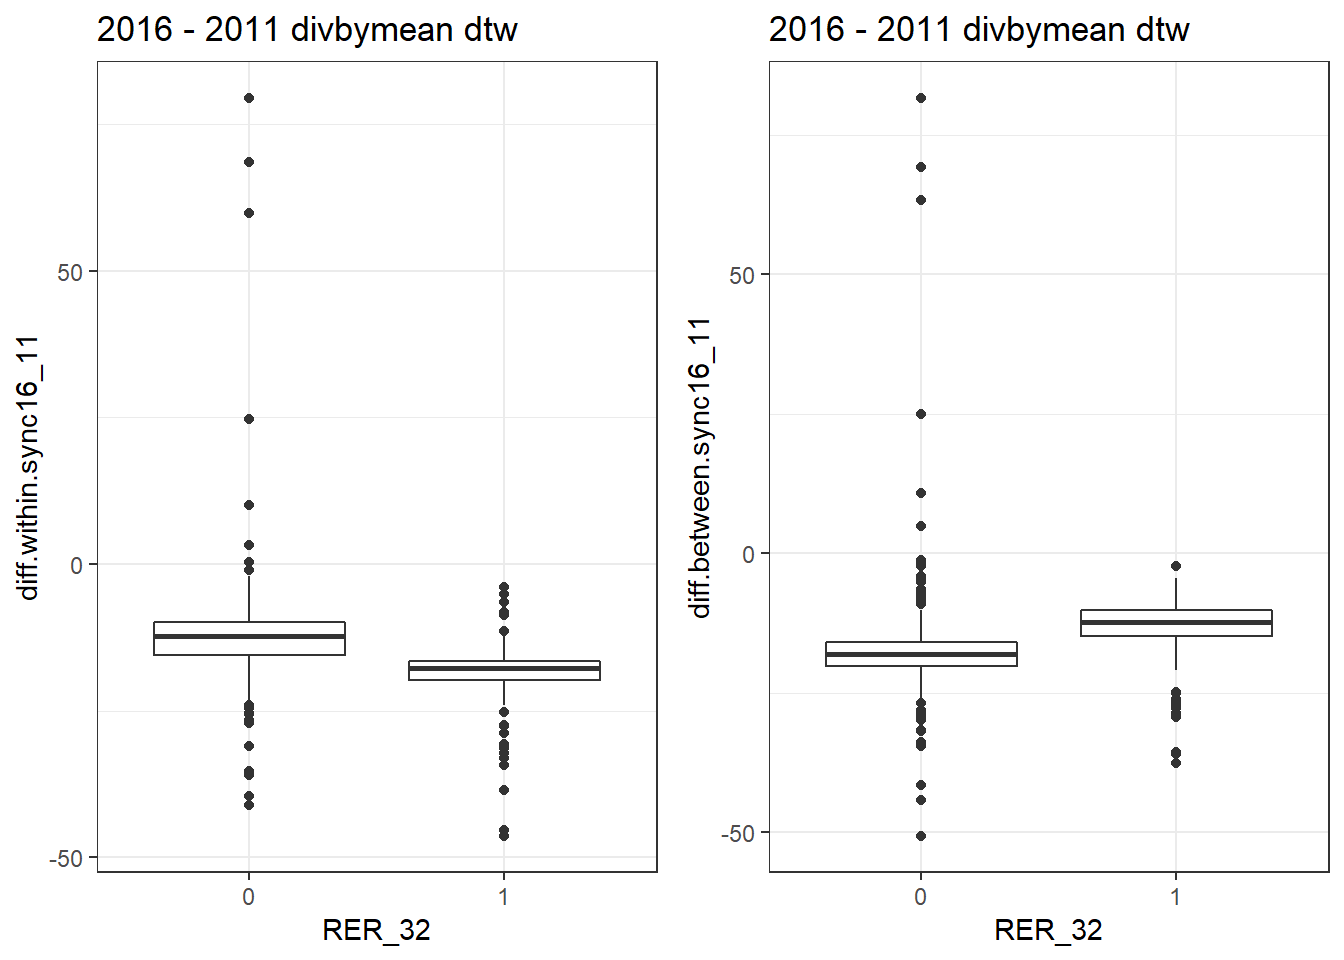 2016 - 2011 divbymean dtw
diff.within.sync16_11
50
0
-50
0
1
RER_32
2016 - 2011 divbymean dtw
diff.between.sync16_11
50
0
-50
0
1
RER_32